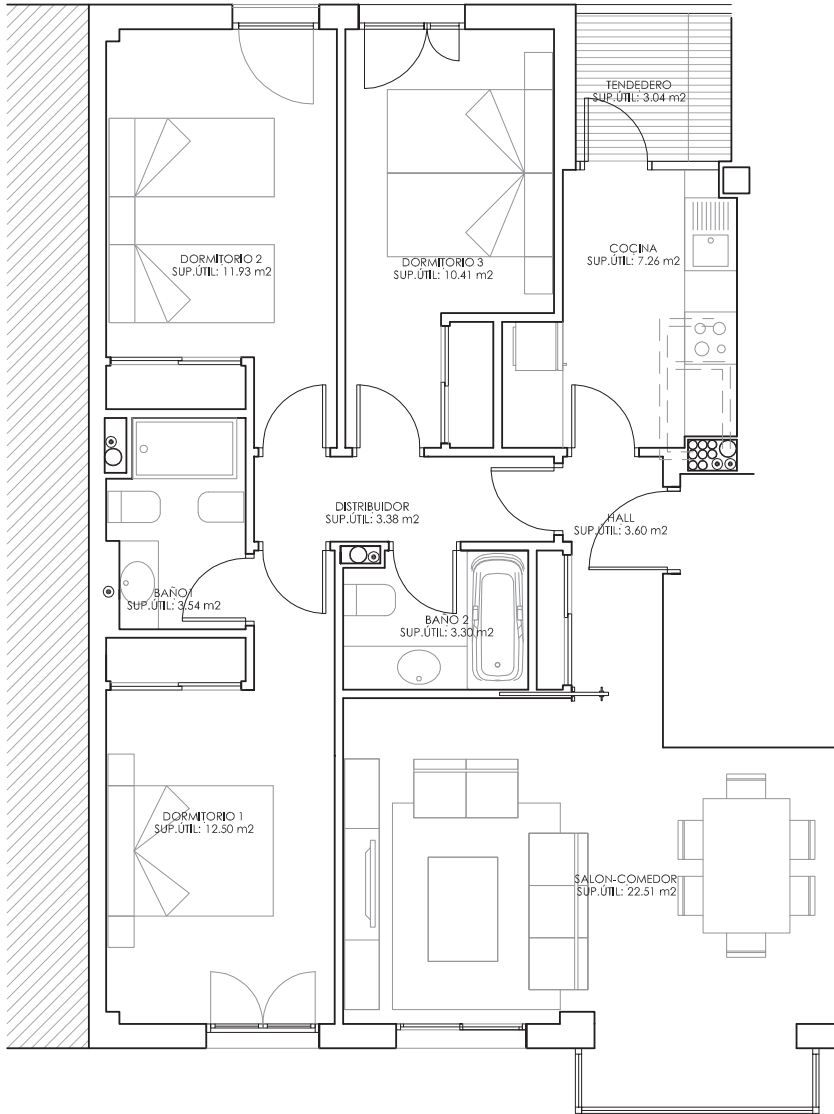 TENDEDERO
SUP.ÚTIL: 3.04 m2
DORMITORIO 2
SUP.ÚTIL: 11.93 m2
DORMITORIO 3
SUP.ÚTIL: 10.41 m2
COCINA
SUP.ÚTIL: 7.26 m2
DISTRIBUIDOR
SUP.ÚTIL: 3.38 m2
HALL
SUP.ÚTIL: 3.60 m2
BAÑO1
SUP.ÚTIL: 3.54 m2
BAÑO 2
SUP.ÚTIL: 3.30 m2
DORMITORIO 1
SUP.ÚTIL: 12.50 m2
SALON-COMEDOR
SUP.ÚTIL: 22.51 m2